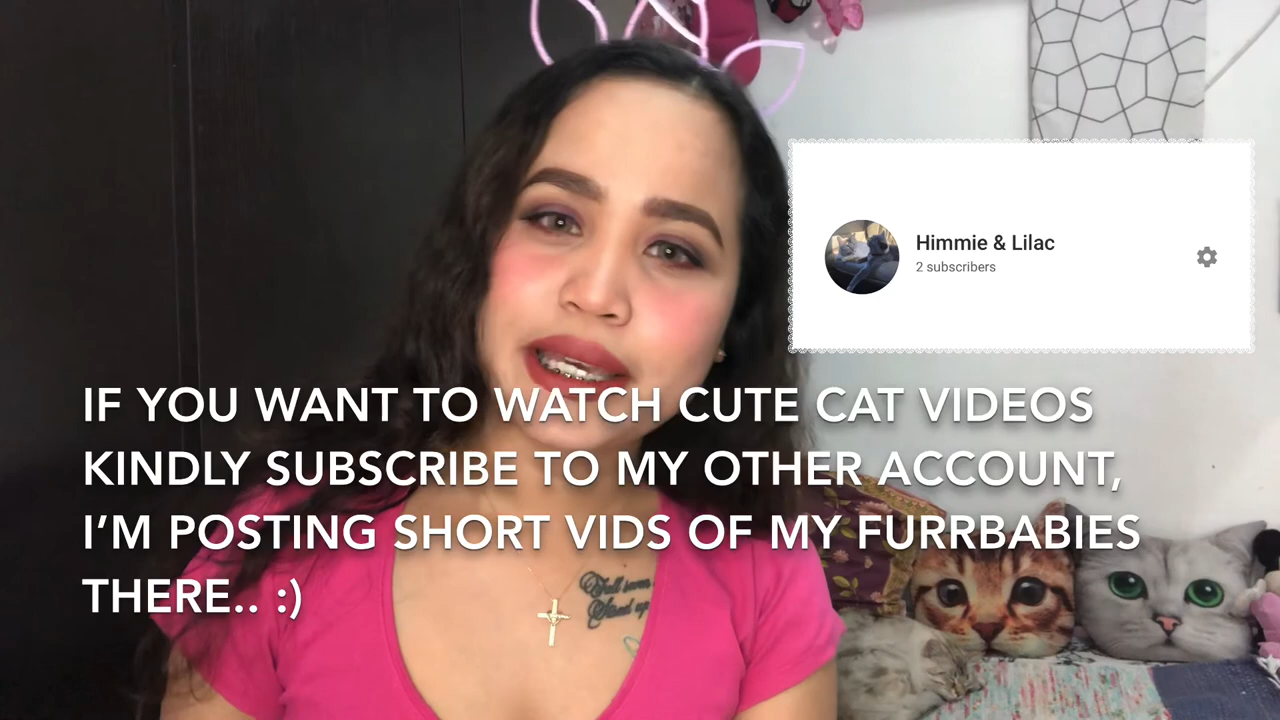 Himmie & Lilac
2 subscribers
IF YOU WANT TO WATCH CUTE CAT VIDEOS
KINDLY SUBSCRIBE TO MY OTHER ACCOUNT,
I'M POSTING SHORT VIDS OF MY FURRBABIES
THERE.. :)